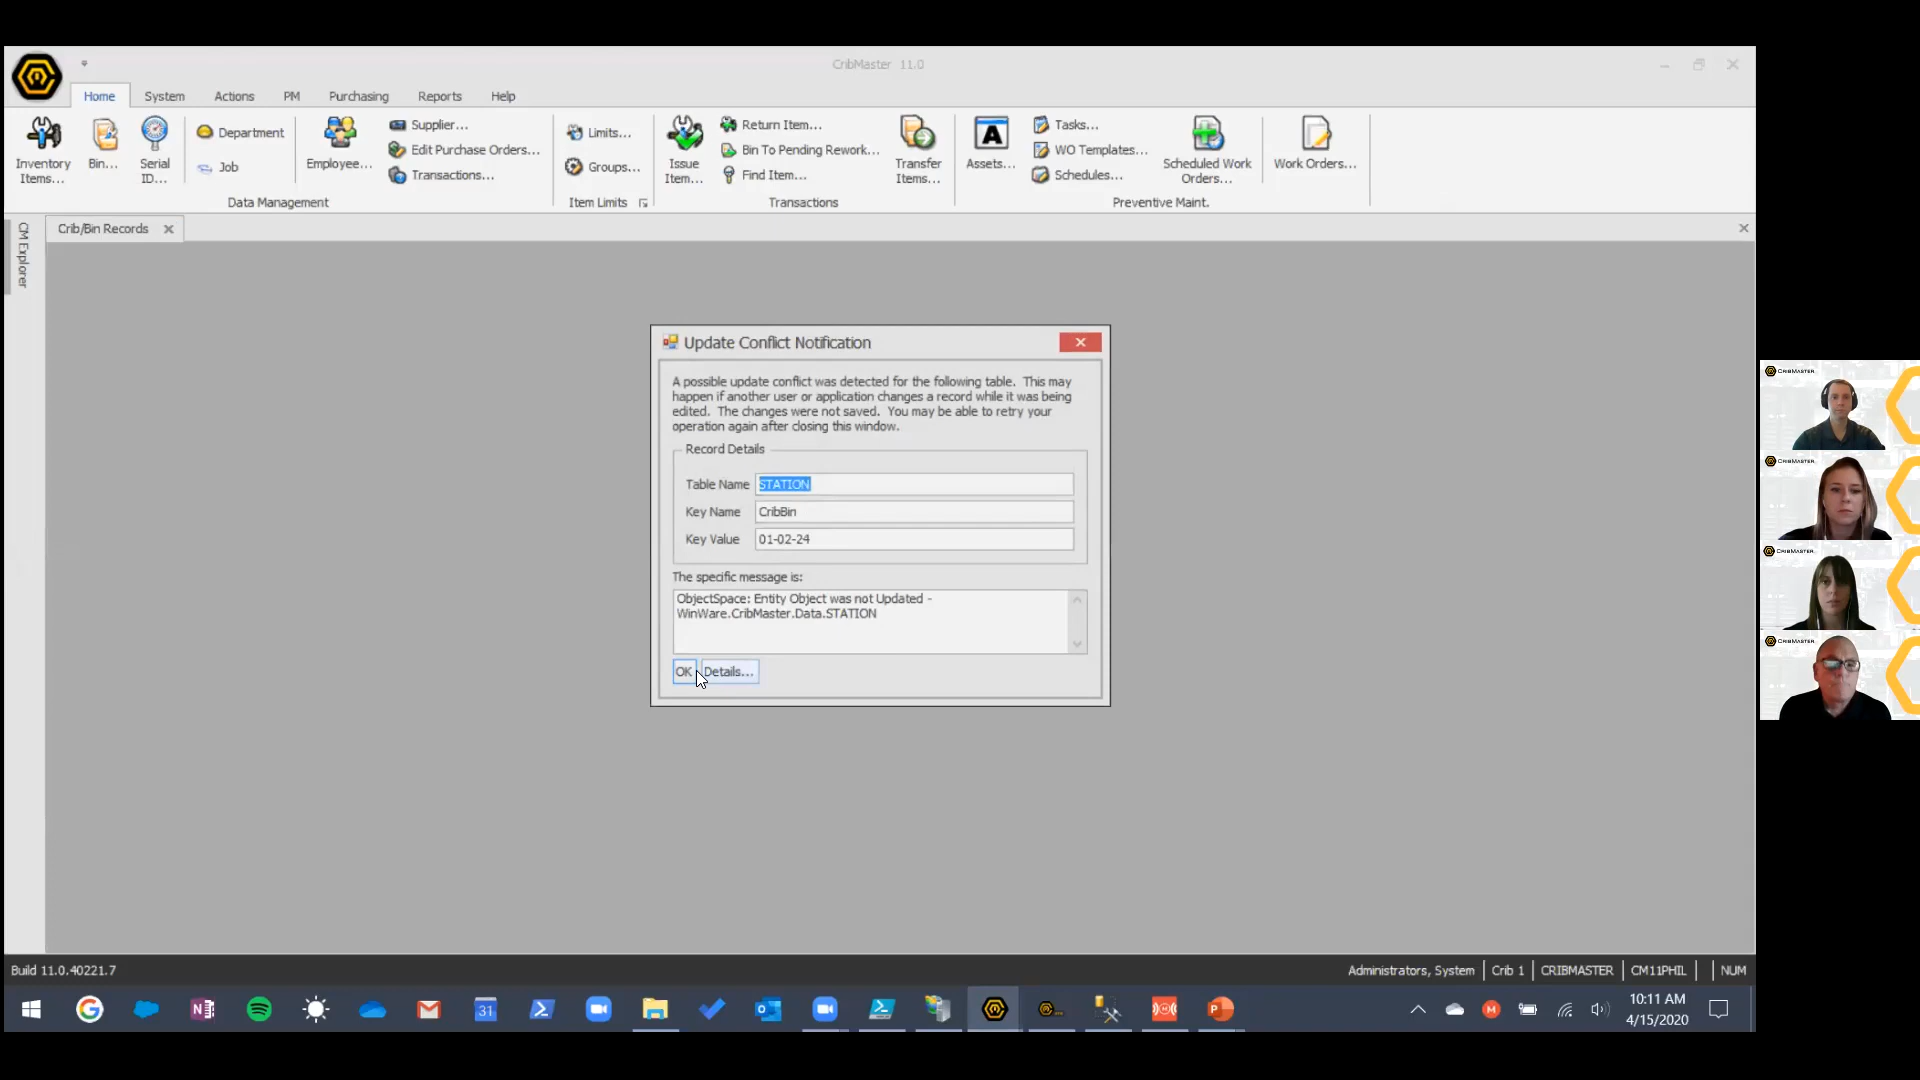 CribMaster 11.0
Home
System
Actions
PM
Purchasing
Reports
Help
Inventory
Items...
Bin...
Serial
ID...
Department
Job
Employee...
Supplier...
Edit Purchase Orders...
Transactions...
Data Management
Limits...
Groups...
Item Limits
Issue
Item...
Return Item...
Bin To Pending Rework...
Find Item...
Transfer
Items...
Transactions
A
Assets...
Tasks...
WO Templates...
Schedules...
Scheduled Work
Orders...
Work Orders...
Preventive Maint.
CM Explorer
Crib/Bin Records
Update Conflict Notification
A possible update conflict was detected for the following table. This may
happen if another user or application changes a record while it was being
edited. The changes were not saved. You may be able to retry your
operation again after closing this window.
Record Details
Table Name STATION
Key Name CribBin
Key Value 01-02-24
The specific message is:
ObjectSpace: Entity Object was not Updated -
WinWare.CribMaster.Data.STATION
OK Details...
CRIBMASTER
CRIBMASTER
CRIBMASTER
CRIBMASTER
Build 11.0.40221.7
Administrators, System
Crib 1
CRIBMASTER
CM11PHIL
NUM
31
N
M
P
10:11 AM
4/15/2020